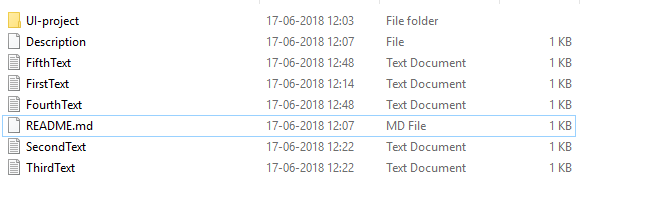 UI-project 17-06-2018 12:03 File folder
Description 17-06-2018 12:07 File 1 KB
FifthText 17-06-2018 12:48 Text Document 1 KB
FirstText 17-06-2018 12:14 Text Document 1 KB
FourthText 17-06-2018 12:48 Text Document 1 KB
README.md 17-06-2018 12:07 MD File 1 KB
SecondText 17-06-2018 12:22 Text Document 1 KB
ThirdText 17-06-2018 12:22 Text Document 1 KB